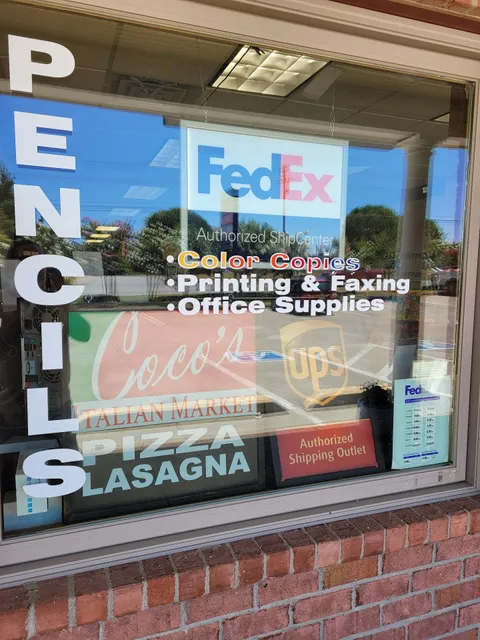 PENCILS
FedEx
Authorized ShipCenter
•Color Copies
•Printing & Faxing
•Office Supplies
Coco's
ITALIAN MARKET
PIZZA
LASAGNA
ups
Authorized
Shipping Outlet
FedEx